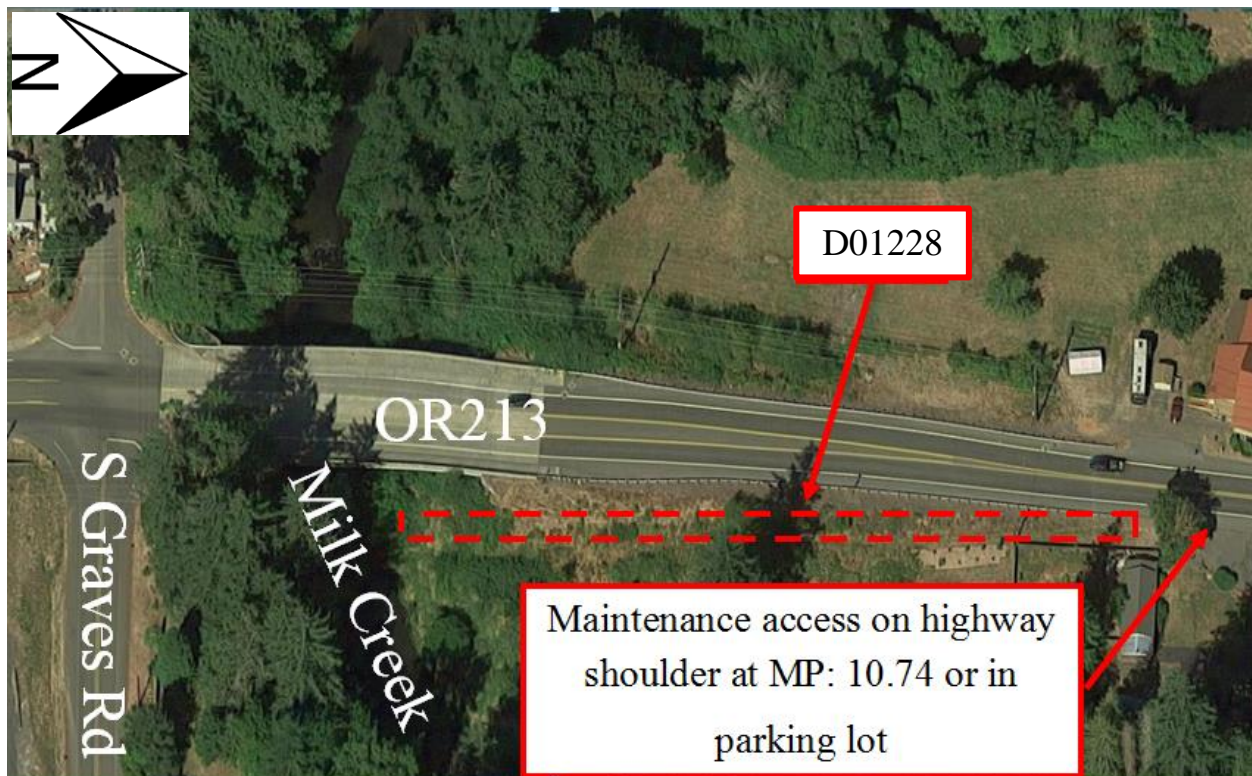 N
D01228
OR213
S Graves Rd
Milk Creek
Maintenance access on highway
shoulder at MP: 10.74 or in
parking lot